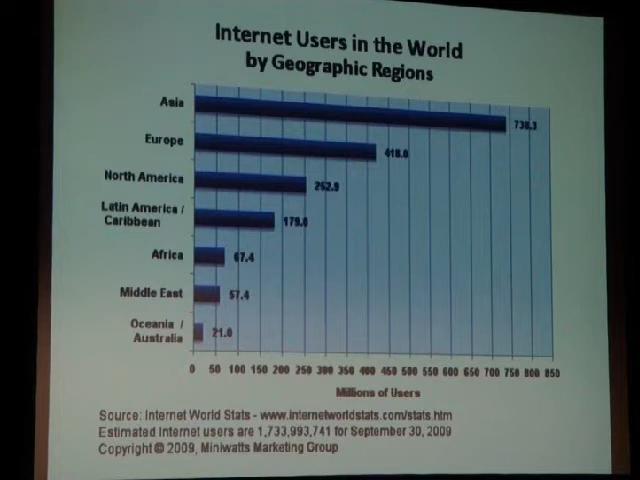 Internet Users in the World
by Geographic Regions
Asia
738.3
Europe
418.0
North America
252.9
Latin America /
Caribbean
179.0
Africa
67.4
Middle East
57.4
Oceania /
Australia
21.0
0 50 100 150 200 250 300 350 400 450 500 550 600 650 700 750 800 850
Millions of Users
Source: Internet World Stats - www.internetworldstats.com/stats.htm
Estimated Internet users are 1,733,993,741 for September 30, 2009
Copyright © 2009, Miniwatts Marketing Group